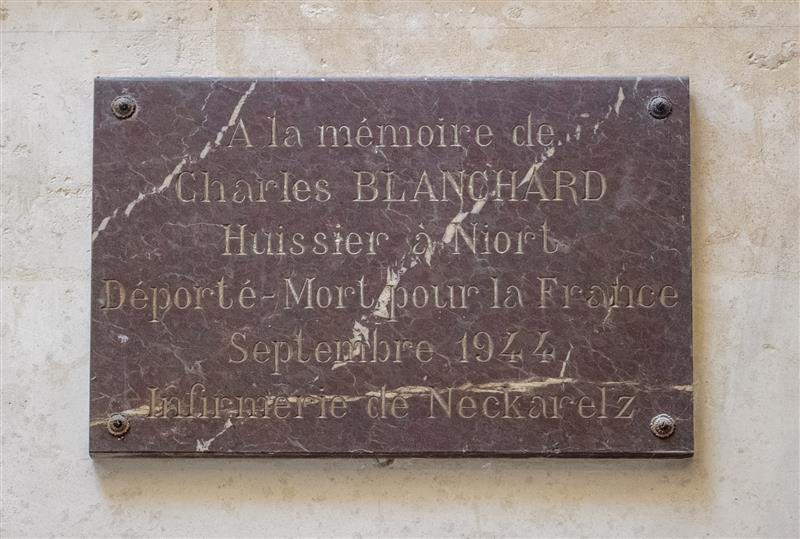 A la mémoire de
Charles BLANCHARD
Huissier à Niort
Déporté-Mort pour la France
Septembre 1944
Infirmerie de Neckarelz